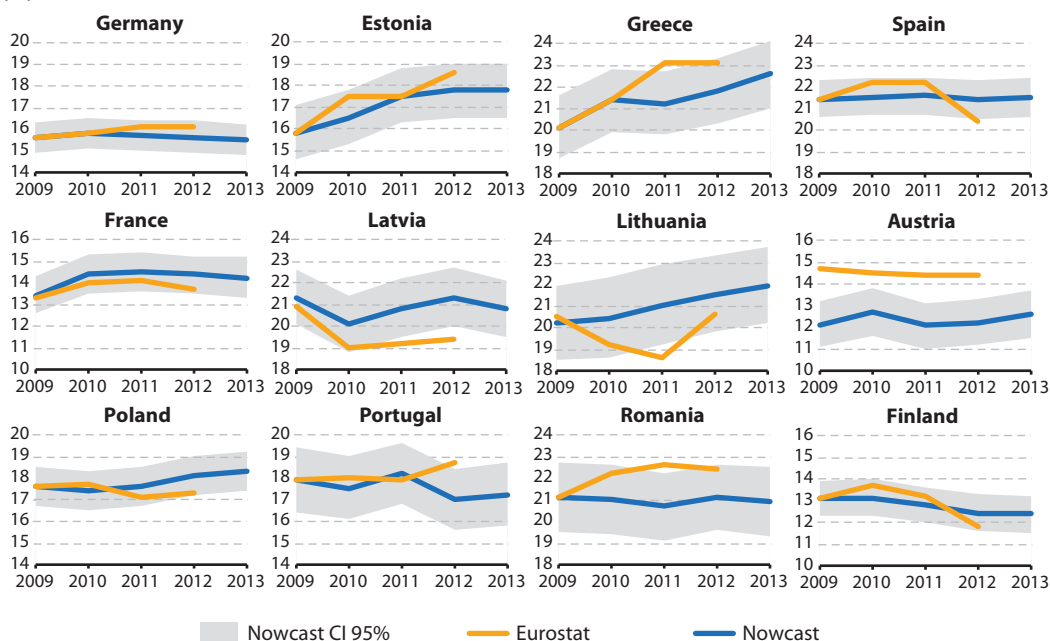 Germany Estonia Greece Spain
20 20 24 24
19 19 23 23
18 18 22 22
17 17 21 21
16 16 20 20
15 15 19 19
14 14 18 18
2009 2010 2011 2012 2013 2009 2010 2011 2012 2013 2009 2010 2011 2012 2013 2009 2010 2011 2012 2013
France Latvia Lithuania Austria
16 24 24 16
15 23 23 15
14 22 22 14
13 21 21 13
12 20 20 12
11 19 19 11
10 18 18 10
2009 2010 2011 2012 2013 2009 2010 2011 2012 2013 2009 2010 2011 2012 2013 2009 2010 2011 2012 2013
Poland Portugal Romania Finland
20 20 24 16
19 19 23 15
18 18 22 14
17 17 21 13
16 16 20 12
15 15 19 11
14 14 18 10
2009 2010 2011 2012 2013 2009 2010 2011 2012 2013 2009 2010 2011 2012 2013 2009 2010 2011 2012 2013
Nowcast CI 95% Eurostat Nowcast